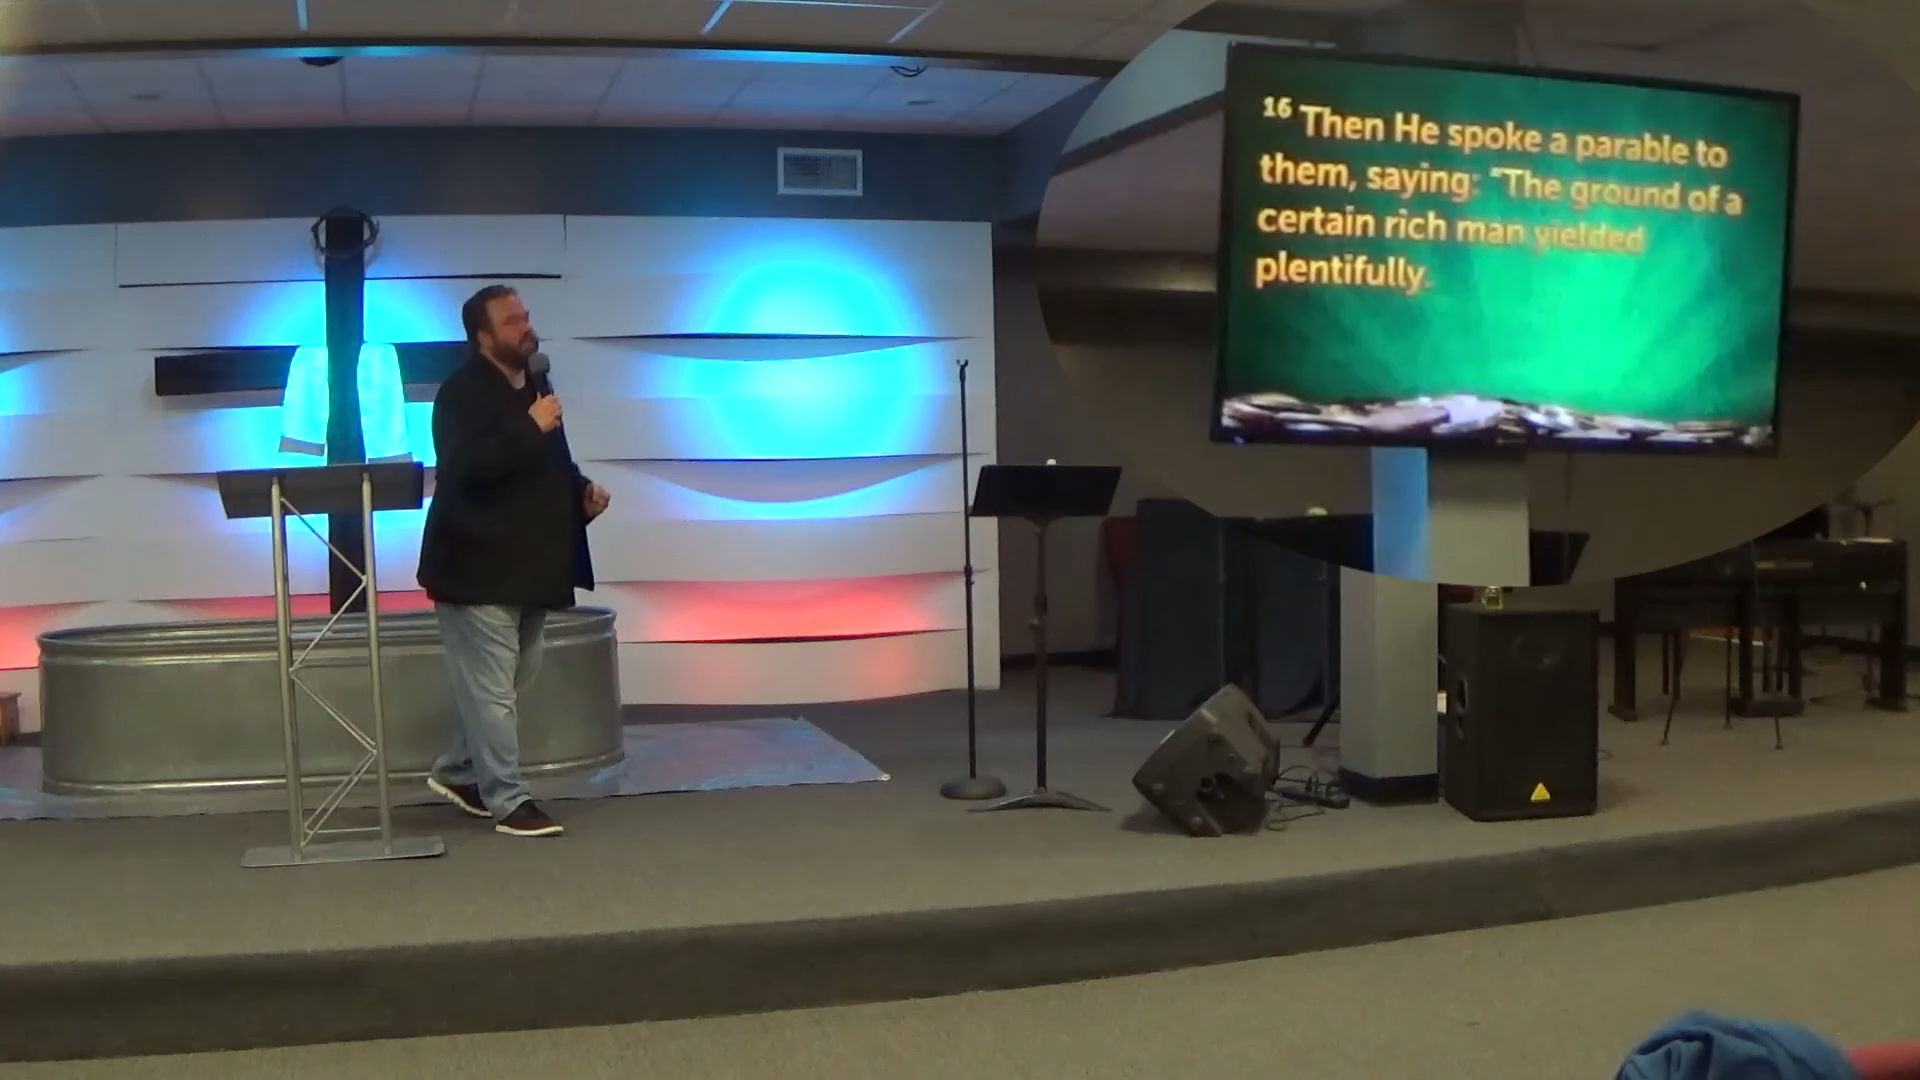 16 Then He spoke a parable to
them, saying: “The ground of a
certain rich man yielded
plentifully.